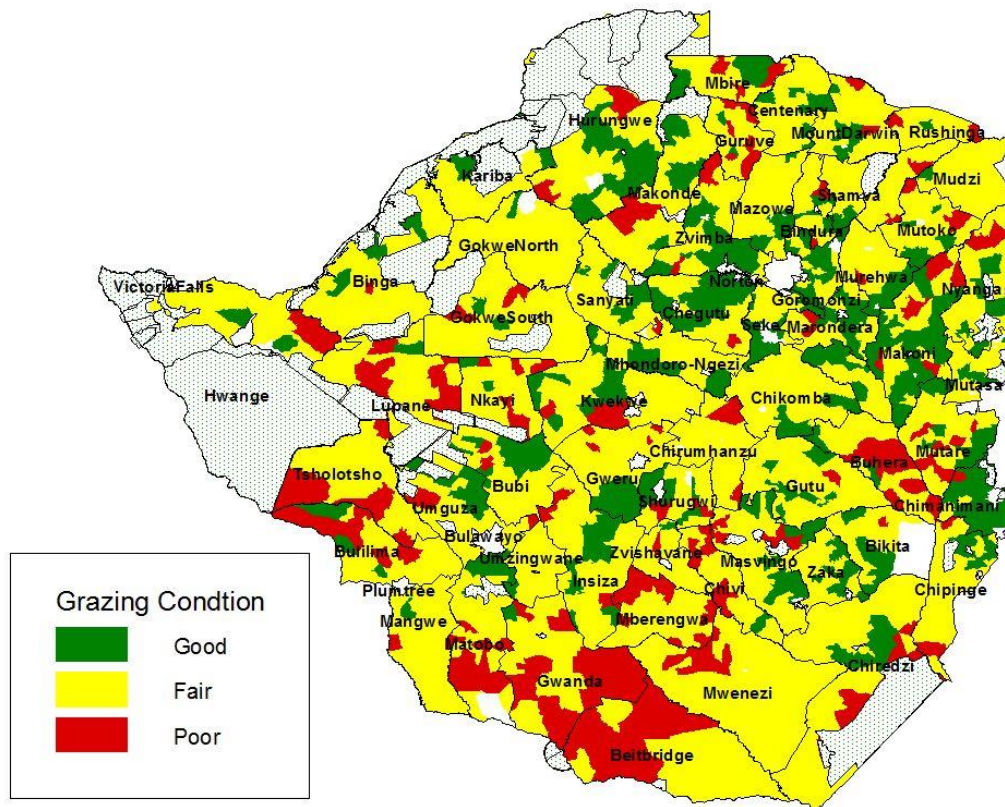 Mbire
Centenary
Hurungwe
MountDarwin
Rushinga
Guruve
Kariba
Makonde
Shamva
Mudzi
Mazowe
Zvimba
Bindura
Mutoko
GokweNorth
VictoriaFalls
Binga
Norton
Murehwa
Nyanga
Sanyati
Goromonzi
GokweSouth
Chegutu
Seke
Marondera
Mhondoro-Ngezi
Makoni
Mutasa
Hwange
Lupane
Nkayi
Kwekwe
Chikomba
Chirumhanzu
Mutare
Buhera
Tsholotsho
Bubi
Gweru
Gutu
Shurugwi
Umguza
Chimanimani
Bulawayo
Bulilima
Umzingwane
Zvishavane
Bikita
Masvingo
Zaka
Plumtree
Insiza
Chivi
Chipinge
Mangwe
Mberengwa
Matobo
Gwanda
Chiredzi
Mwenezi
Beitbridge
Grazing Condtion
Good
Fair
Poor